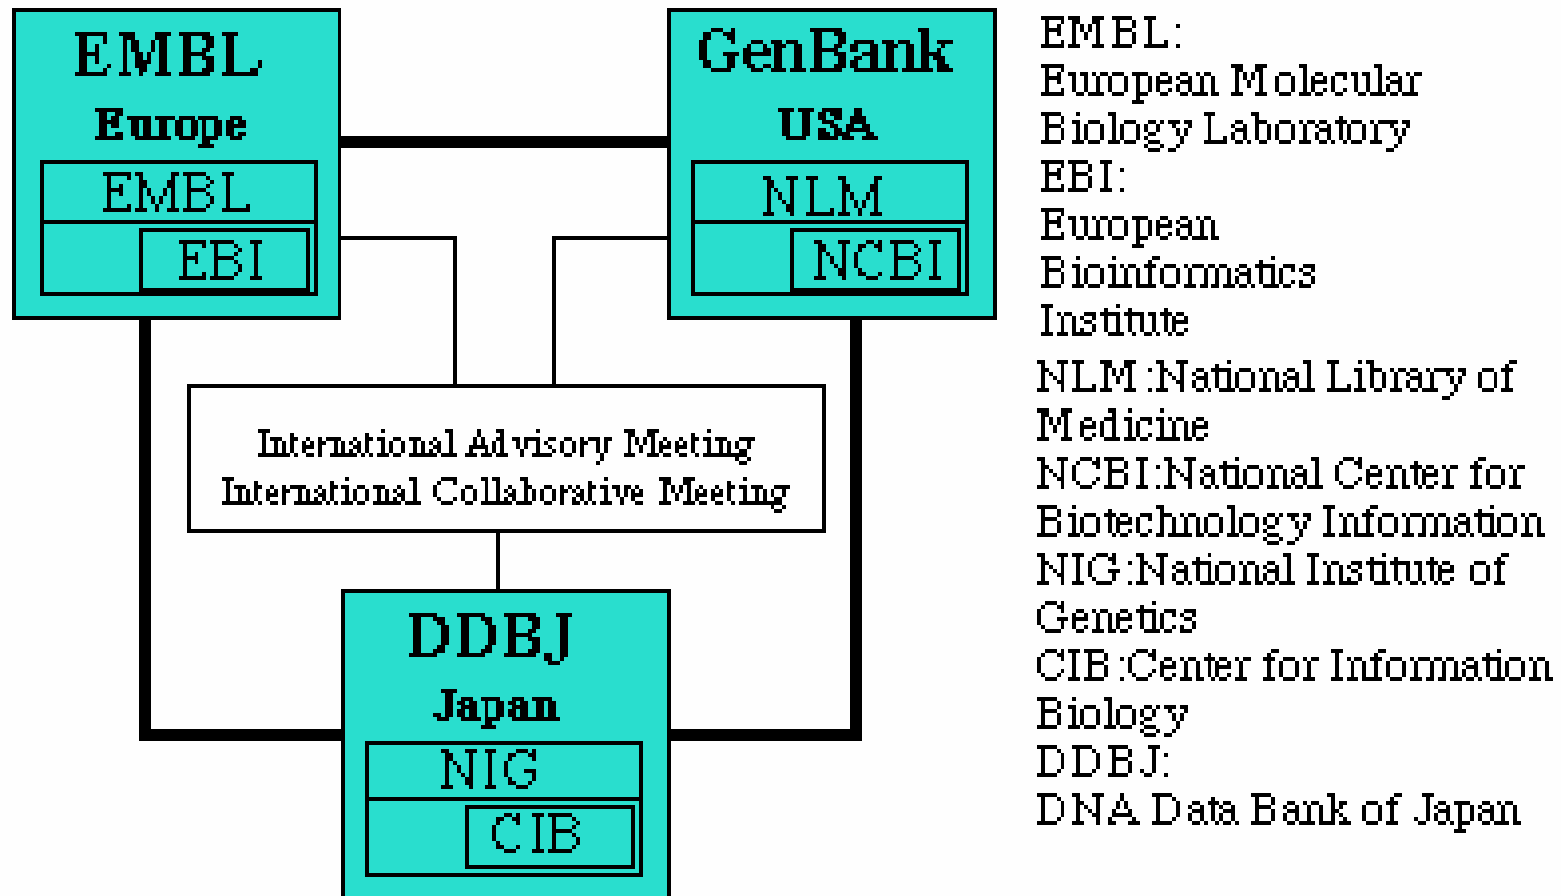 EMBL
Europe
EMBL
EBI
GenBank
USA
NLM
NCBI
International Advisory Meeting
International Collaborative Meeting
DDBJ
Japan
NIG
CIB
EMBL:
European Molecular
Biology Laboratory
EBI:
European
Bioinformatics
Institute
NLM:National Library of
Medicine
NCBI:National Center for
Biotechnology Information
NIG:National Institute of
Genetics
CIB:Center for Information
Biology
DDBJ:
DNA Data Bank of Japan